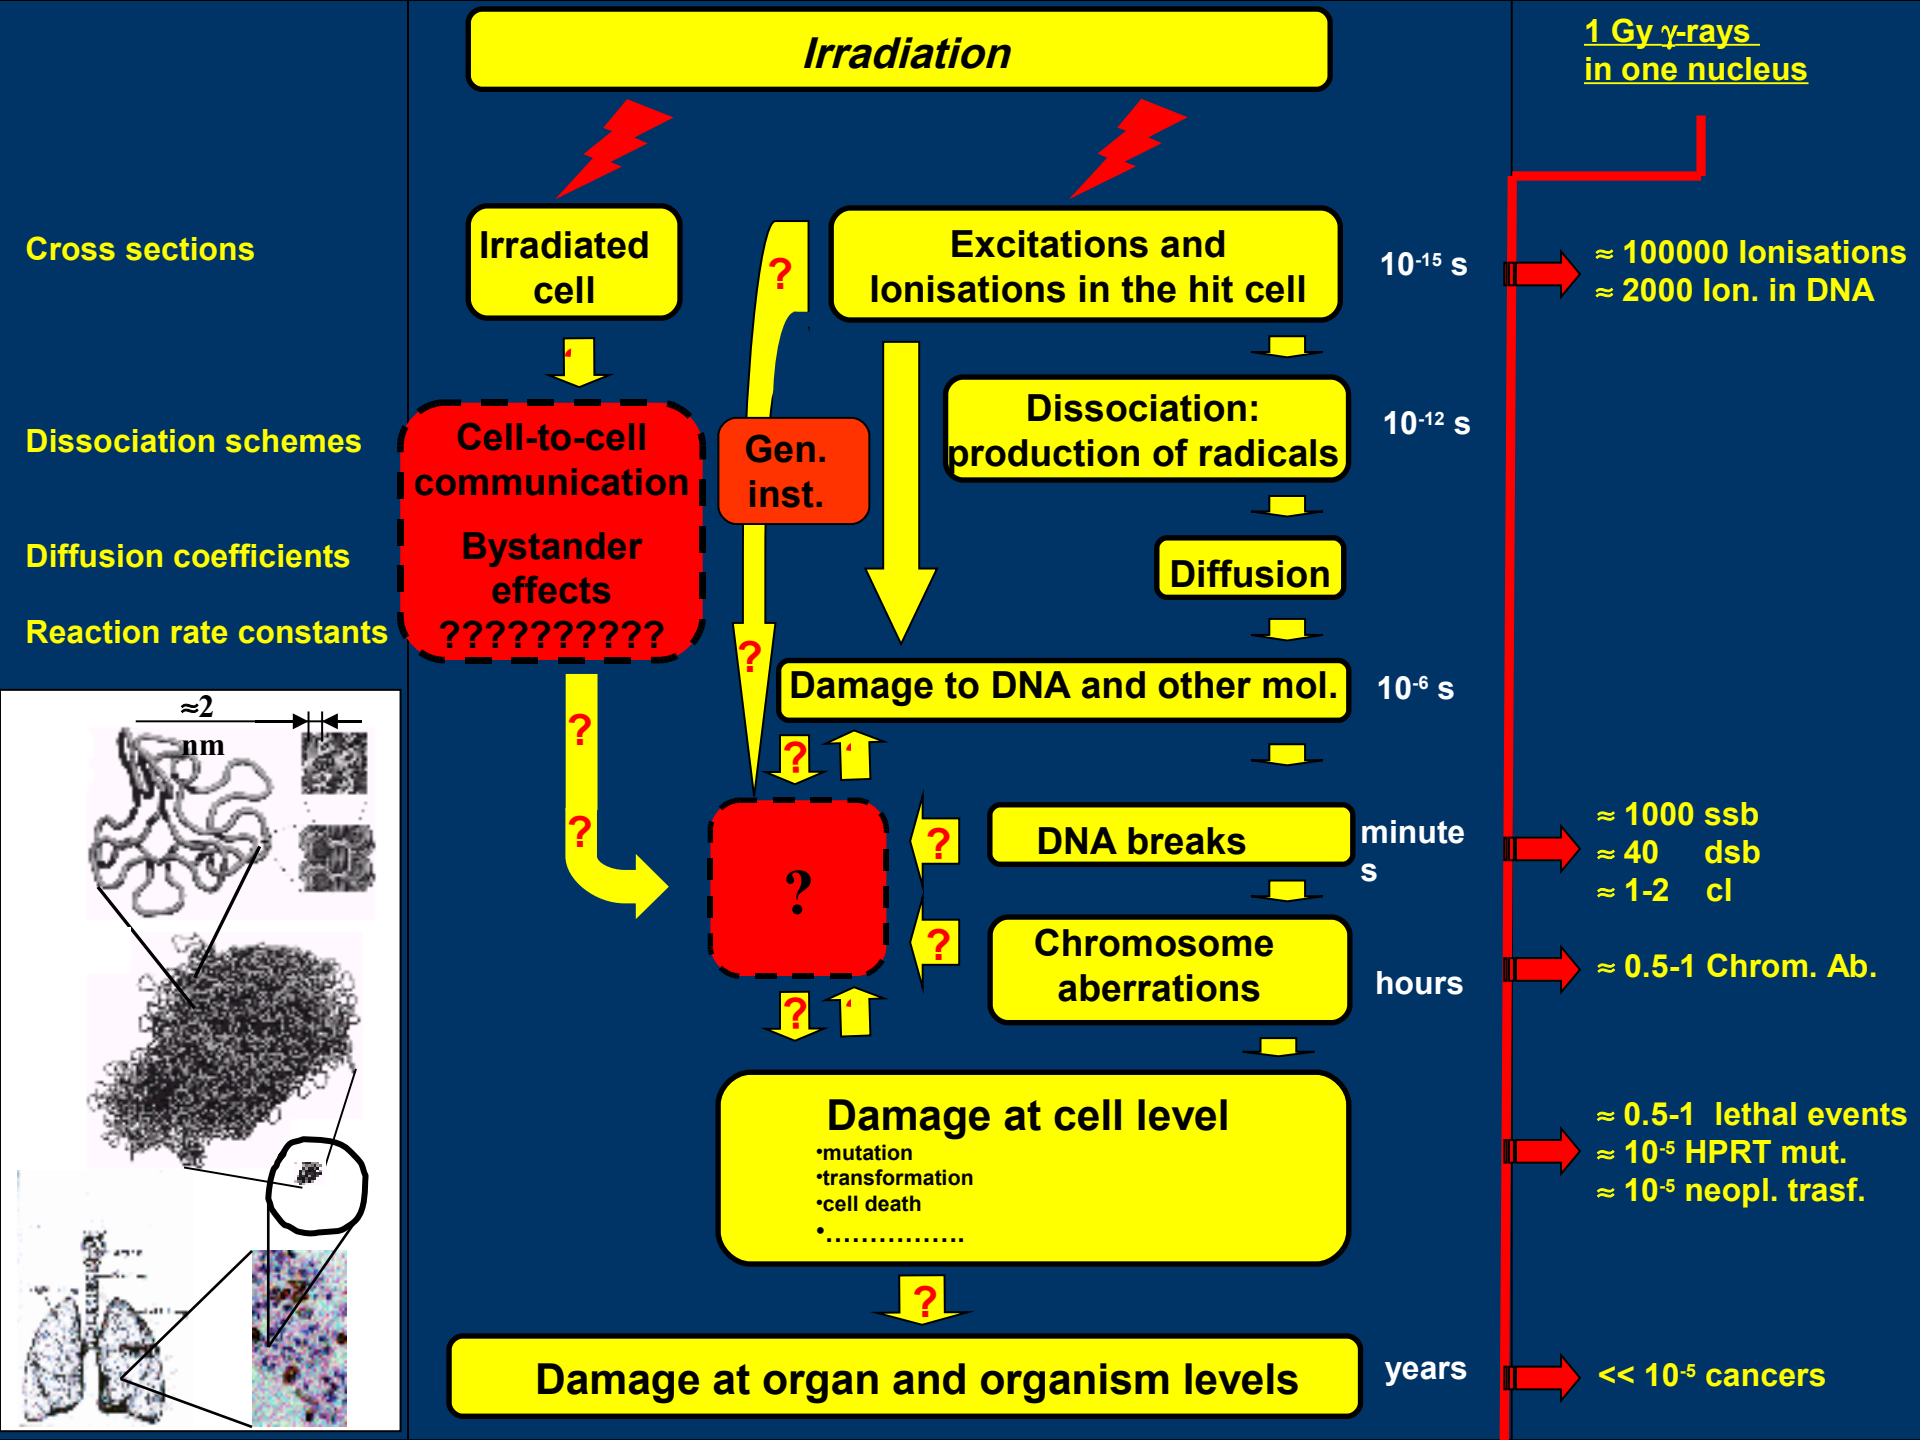 Irradiation
1 Gy γ-rays
in one nucleus
Cross sections
Irradiated
cell
?
Excitations and
Ionisations in the hit cell
10⁻¹⁵ s
≈ 100000 Ionisations
≈ 2000 Ion. in DNA
Dissociation schemes
Cell-to-cell
communication
Bystander
effects
??????????
Gen.
inst.
Dissociation:
production of radicals
10⁻¹² s
Diffusion coefficients
Diffusion
Reaction rate constants
?
Damage to DNA and other mol.
10⁻⁶ s
≈2
nm
?
?
?
?
?
DNA breaks
minute
s
≈ 1000 ssb
≈ 40 dsb
≈ 1-2 cl
?
Chromosome
aberrations
hours
≈ 0.5-1 Chrom. Ab.
?
?
Damage at cell level
•mutation
•transformation
•cell death
•................
≈ 0.5-1 lethal events
≈ 10⁻⁵ HPRT mut.
≈ 10⁻⁵ neopl. trasf.
?
Damage at organ and organism levels
years
<< 10⁻⁵ cancers